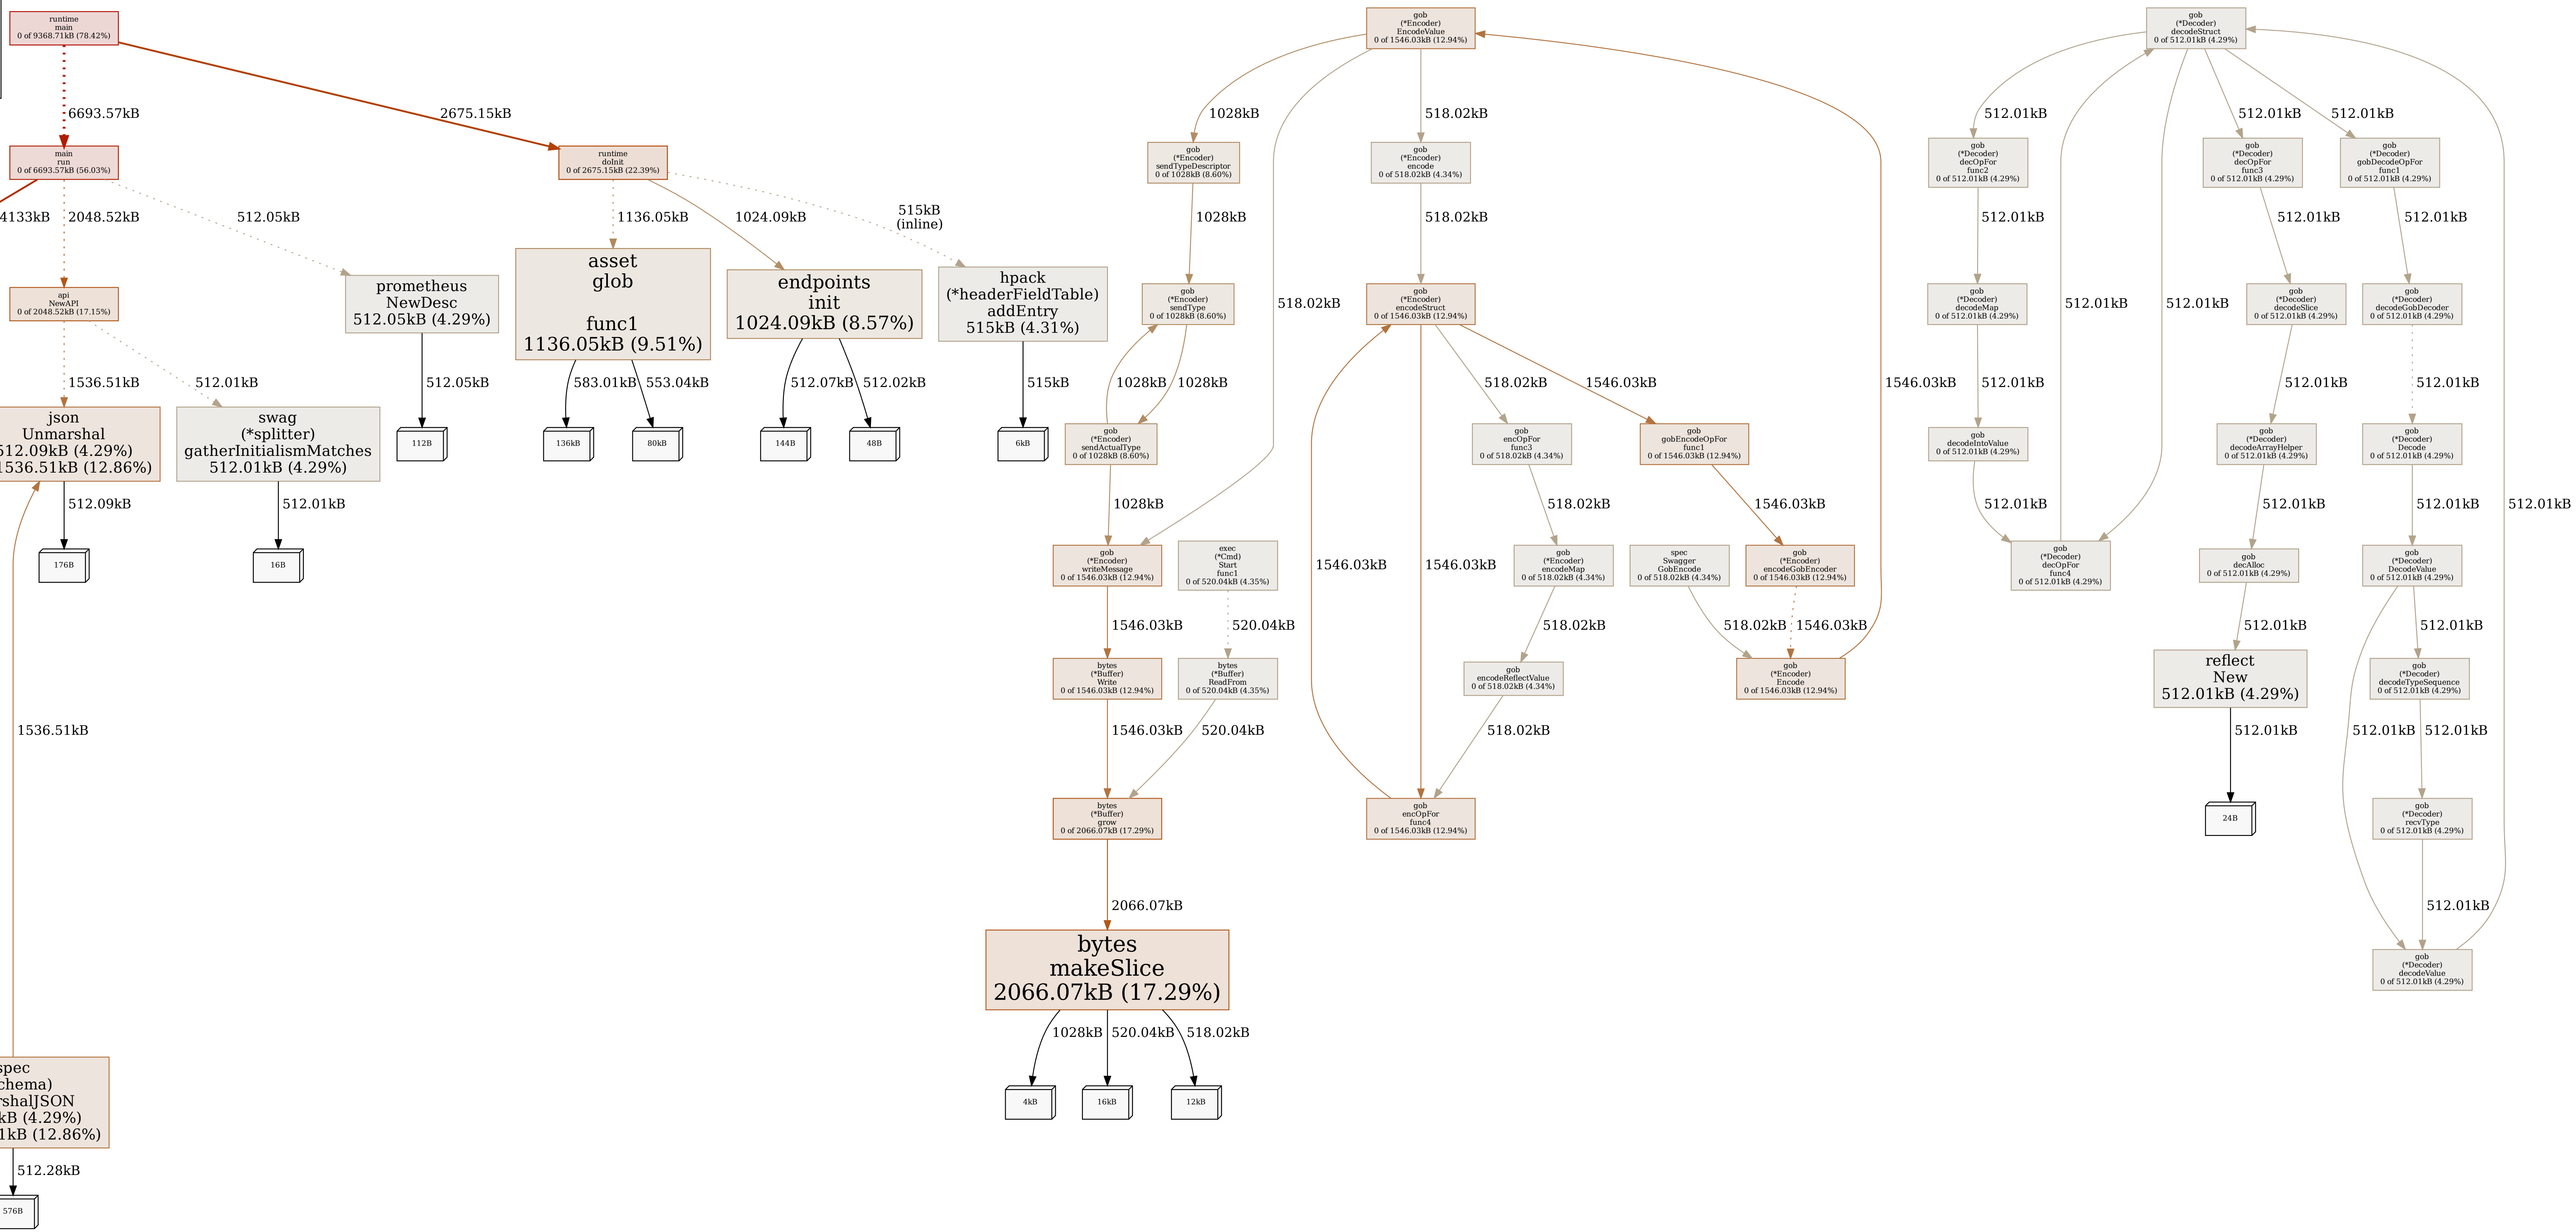 runtime
main
0 of 9368.71kB (78.42%)
6693.57kB
2675.15kB
main
run
0 of 6693.57kB (56.03%)
runtime
doInit
0 of 2675.15kB (22.39%)
4133kB
2048.52kB
512.05kB
1136.05kB
1024.09kB
515kB
(inline)
api
NewAPI
0 of 2048.52kB (17.15%)
prometheus
NewDesc
512.05kB (4.29%)
asset
glob
func1
1136.05kB (9.51%)
endpoints
init
1024.09kB (8.57%)
hpack
(*headerFieldTable)
addEntry
515kB (4.31%)
1536.51kB
512.01kB
512.05kB
583.01kB
553.04kB
512.07kB
512.02kB
515kB
json
Unmarshal
512.09kB (4.29%)
1536.51kB (12.86%)
swag
(*splitter)
gatherInitialismMatches
512.01kB (4.29%)
112B
136kB
80kB
144B
48B
6kB
512.09kB
512.01kB
176B
16B
1536.51kB
spec
chema)
rshalJSON
kB (4.29%)
1kB (12.86%)
512.28kB
576B
gob
(*Encoder)
EncodeValue
0 of 1546.03kB (12.94%)
1028kB
518.02kB
gob
(*Encoder)
sendTypeDescriptor
0 of 1028kB (8.60%)
gob
(*Encoder)
encode
0 of 518.02kB (4.34%)
1028kB
518.02kB
gob
(*Encoder)
sendType
0 of 1028kB (8.60%)
518.02kB
gob
(*Encoder)
encodeStruct
0 of 1546.03kB (12.94%)
1028kB
1028kB
518.02kB
1546.03kB
1546.03kB
gob
(*Encoder)
sendActualType
0 of 1028kB (8.60%)
gob
encOpFor
func3
0 of 518.02kB (4.34%)
gob
gobEncodeOpFor
func1
0 of 1546.03kB (12.94%)
1028kB
518.02kB
1546.03kB
gob
(*Encoder)
writeMessage
0 of 1546.03kB (12.94%)
exec
(*Cmd)
Start
func1
0 of 520.04kB (4.35%)
1546.03kB
1546.03kB
gob
(*Encoder)
encodeMap
0 of 518.02kB (4.34%)
spec
Swagger
GobEncode
0 of 518.02kB (4.34%)
gob
(*Encoder)
encodeGobEncoder
0 of 1546.03kB (12.94%)
1546.03kB
520.04kB
518.02kB
518.02kB
1546.03kB
bytes
(*Buffer)
Write
0 of 1546.03kB (12.94%)
bytes
(*Buffer)
ReadFrom
0 of 520.04kB (4.35%)
gob
encodeReflectValue
0 of 518.02kB (4.34%)
gob
(*Encoder)
Encode
0 of 1546.03kB (12.94%)
1546.03kB
520.04kB
518.02kB
bytes
(*Buffer)
grow
0 of 2066.07kB (17.29%)
gob
encOpFor
func4
0 of 1546.03kB (12.94%)
2066.07kB
bytes
makeSlice
2066.07kB (17.29%)
1028kB
520.04kB
518.02kB
4kB
16kB
12kB
gob
(*Decoder)
decodeStruct
0 of 512.01kB (4.29%)
512.01kB
512.01kB
512.01kB
gob
(*Decoder)
decOpFor
func2
0 of 512.01kB (4.29%)
gob
(*Decoder)
decOpFor
func3
0 of 512.01kB (4.29%)
gob
(*Decoder)
gobDecodeOpFor
func1
0 of 512.01kB (4.29%)
512.01kB
512.01kB
512.01kB
gob
(*Decoder)
decodeMap
0 of 512.01kB (4.29%)
512.01kB
512.01kB
gob
(*Decoder)
decodeSlice
0 of 512.01kB (4.29%)
gob
(*Decoder)
decodeGobDecoder
0 of 512.01kB (4.29%)
512.01kB
512.01kB
512.01kB
gob
decodeIntoValue
0 of 512.01kB (4.29%)
gob
(*Decoder)
decodeArrayHelper
0 of 512.01kB (4.29%)
gob
(*Decoder)
Decode
0 of 512.01kB (4.29%)
512.01kB
512.01kB
512.01kB
512.01kB
gob
(*Decoder)
decOpFor
func4
0 of 512.01kB (4.29%)
gob
decAlloc
0 of 512.01kB (4.29%)
gob
(*Decoder)
DecodeValue
0 of 512.01kB (4.29%)
512.01kB
512.01kB
reflect
New
512.01kB (4.29%)
gob
(*Decoder)
decodeTypeSequence
0 of 512.01kB (4.29%)
512.01kB
512.01kB
512.01kB
24B
gob
(*Decoder)
recvType
0 of 512.01kB (4.29%)
512.01kB
gob
(*Decoder)
decodeValue
0 of 512.01kB (4.29%)